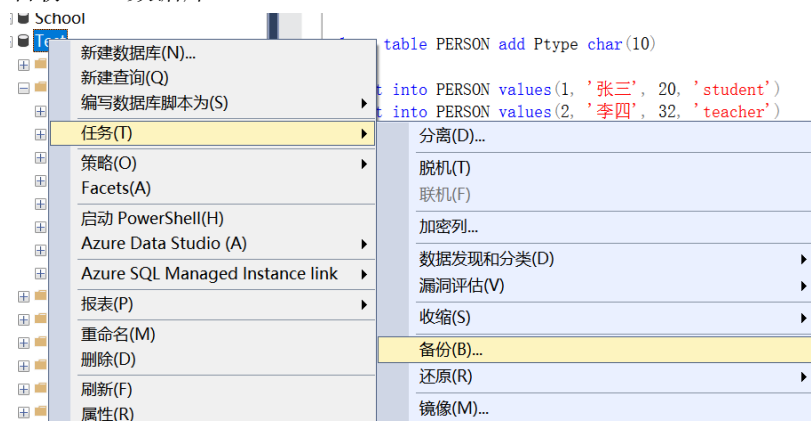 School
table PERSON add Ptype char(10)
into PERSON values(1, '张三', 20, 'student')
t into PERSON values(2, '李四', 32, 'teacher')
新建数据库(N)...
新建查询(Q)
编写数据库脚本为(S)
任务(T)
策略(O)
Facets(A)
启动 PowerShell(H)
Azure Data Studio (A)
Azure SQL Managed Instance link
报表(P)
重命名(M)
删除(D)
刷新(F)
属性(R)
分离(D)...
脱机(T)
联机(F)
加密列...
数据发现和分类(D)
漏洞评估(V)
收缩(S)
备份(B)...
还原(R)
镜像(M)...